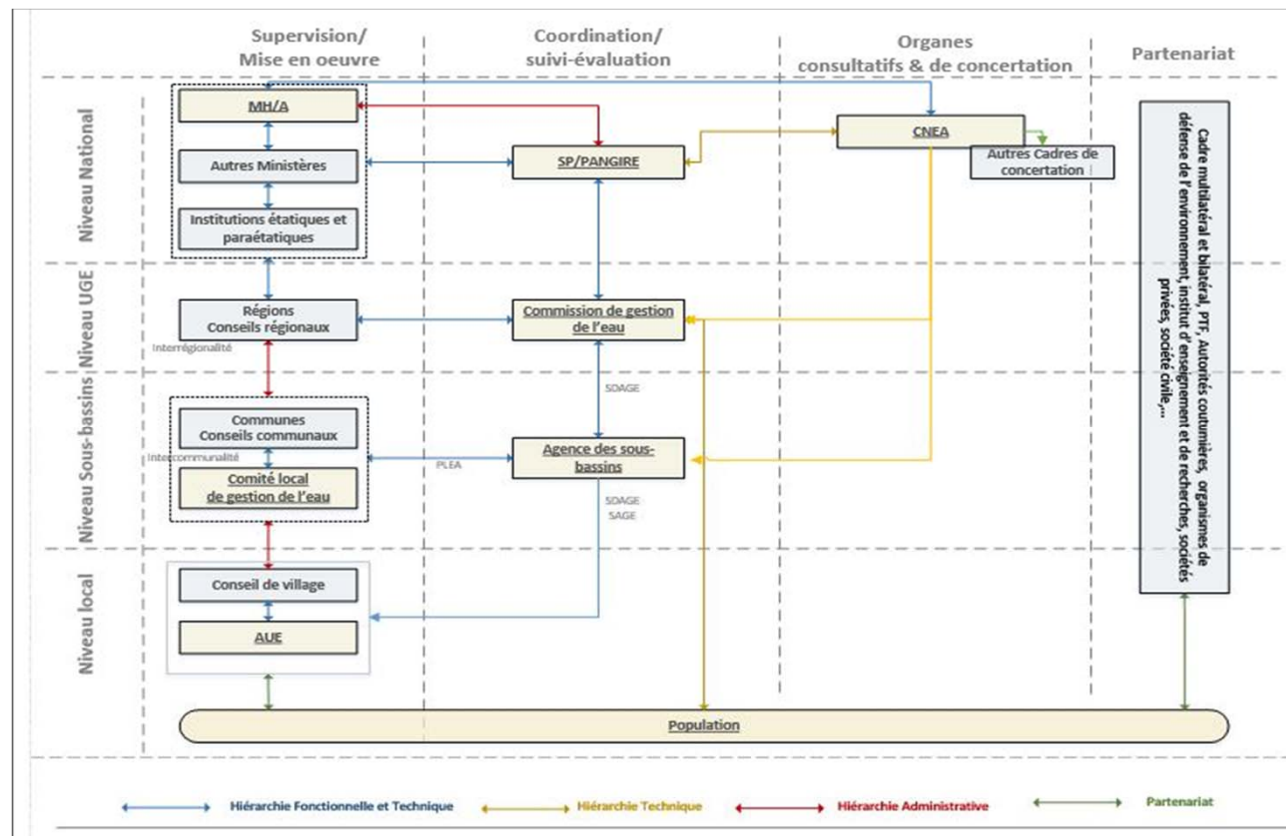 Supervision/
Mise en oeuvre
Coordination/
suivi-évaluation
Organes
consultatifs & de concertation
Partenariat
Niveau National
MH/A
Autres Ministères
Institutions étatiques et
paraétatiques
SP/PANGIRE
CNEA
Autres Cadres de
concertation
Niveau UGE
Régions
Conseils régionaux
Interrégionalité
Commission de gestion
de l'eau
SDAGE
Niveau Sous-bassins
Communes
Conseils communaux
Intercommunalité
Comité local
de gestion de l'eau
PLEA
Agence des sous-
bassins
SDAGE
SAGE
Niveau local
Conseil de village
AUE
Cadre multilatéral et bilatéral, PTF, Autorités coutumières, organismes de
défense de l'environnement, institut d'enseignement et de recherches, sociétés
privées, société civile,...
Population
Hiérarchie Fonctionnelle et Technique
Hiérarchie Technique
Hiérarchie Administrative
Partenariat